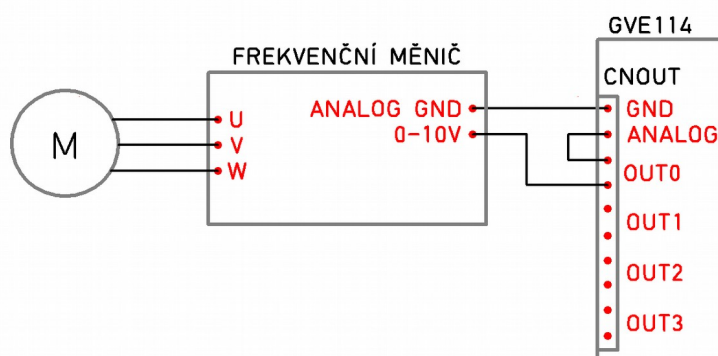 GVE114
FREKVENČNÍ MĚNIČ
CNOUT
M
U
V
W
ANALOG GND
0-10V
GND
ANALOG
OUT0
OUT1
OUT2
OUT3